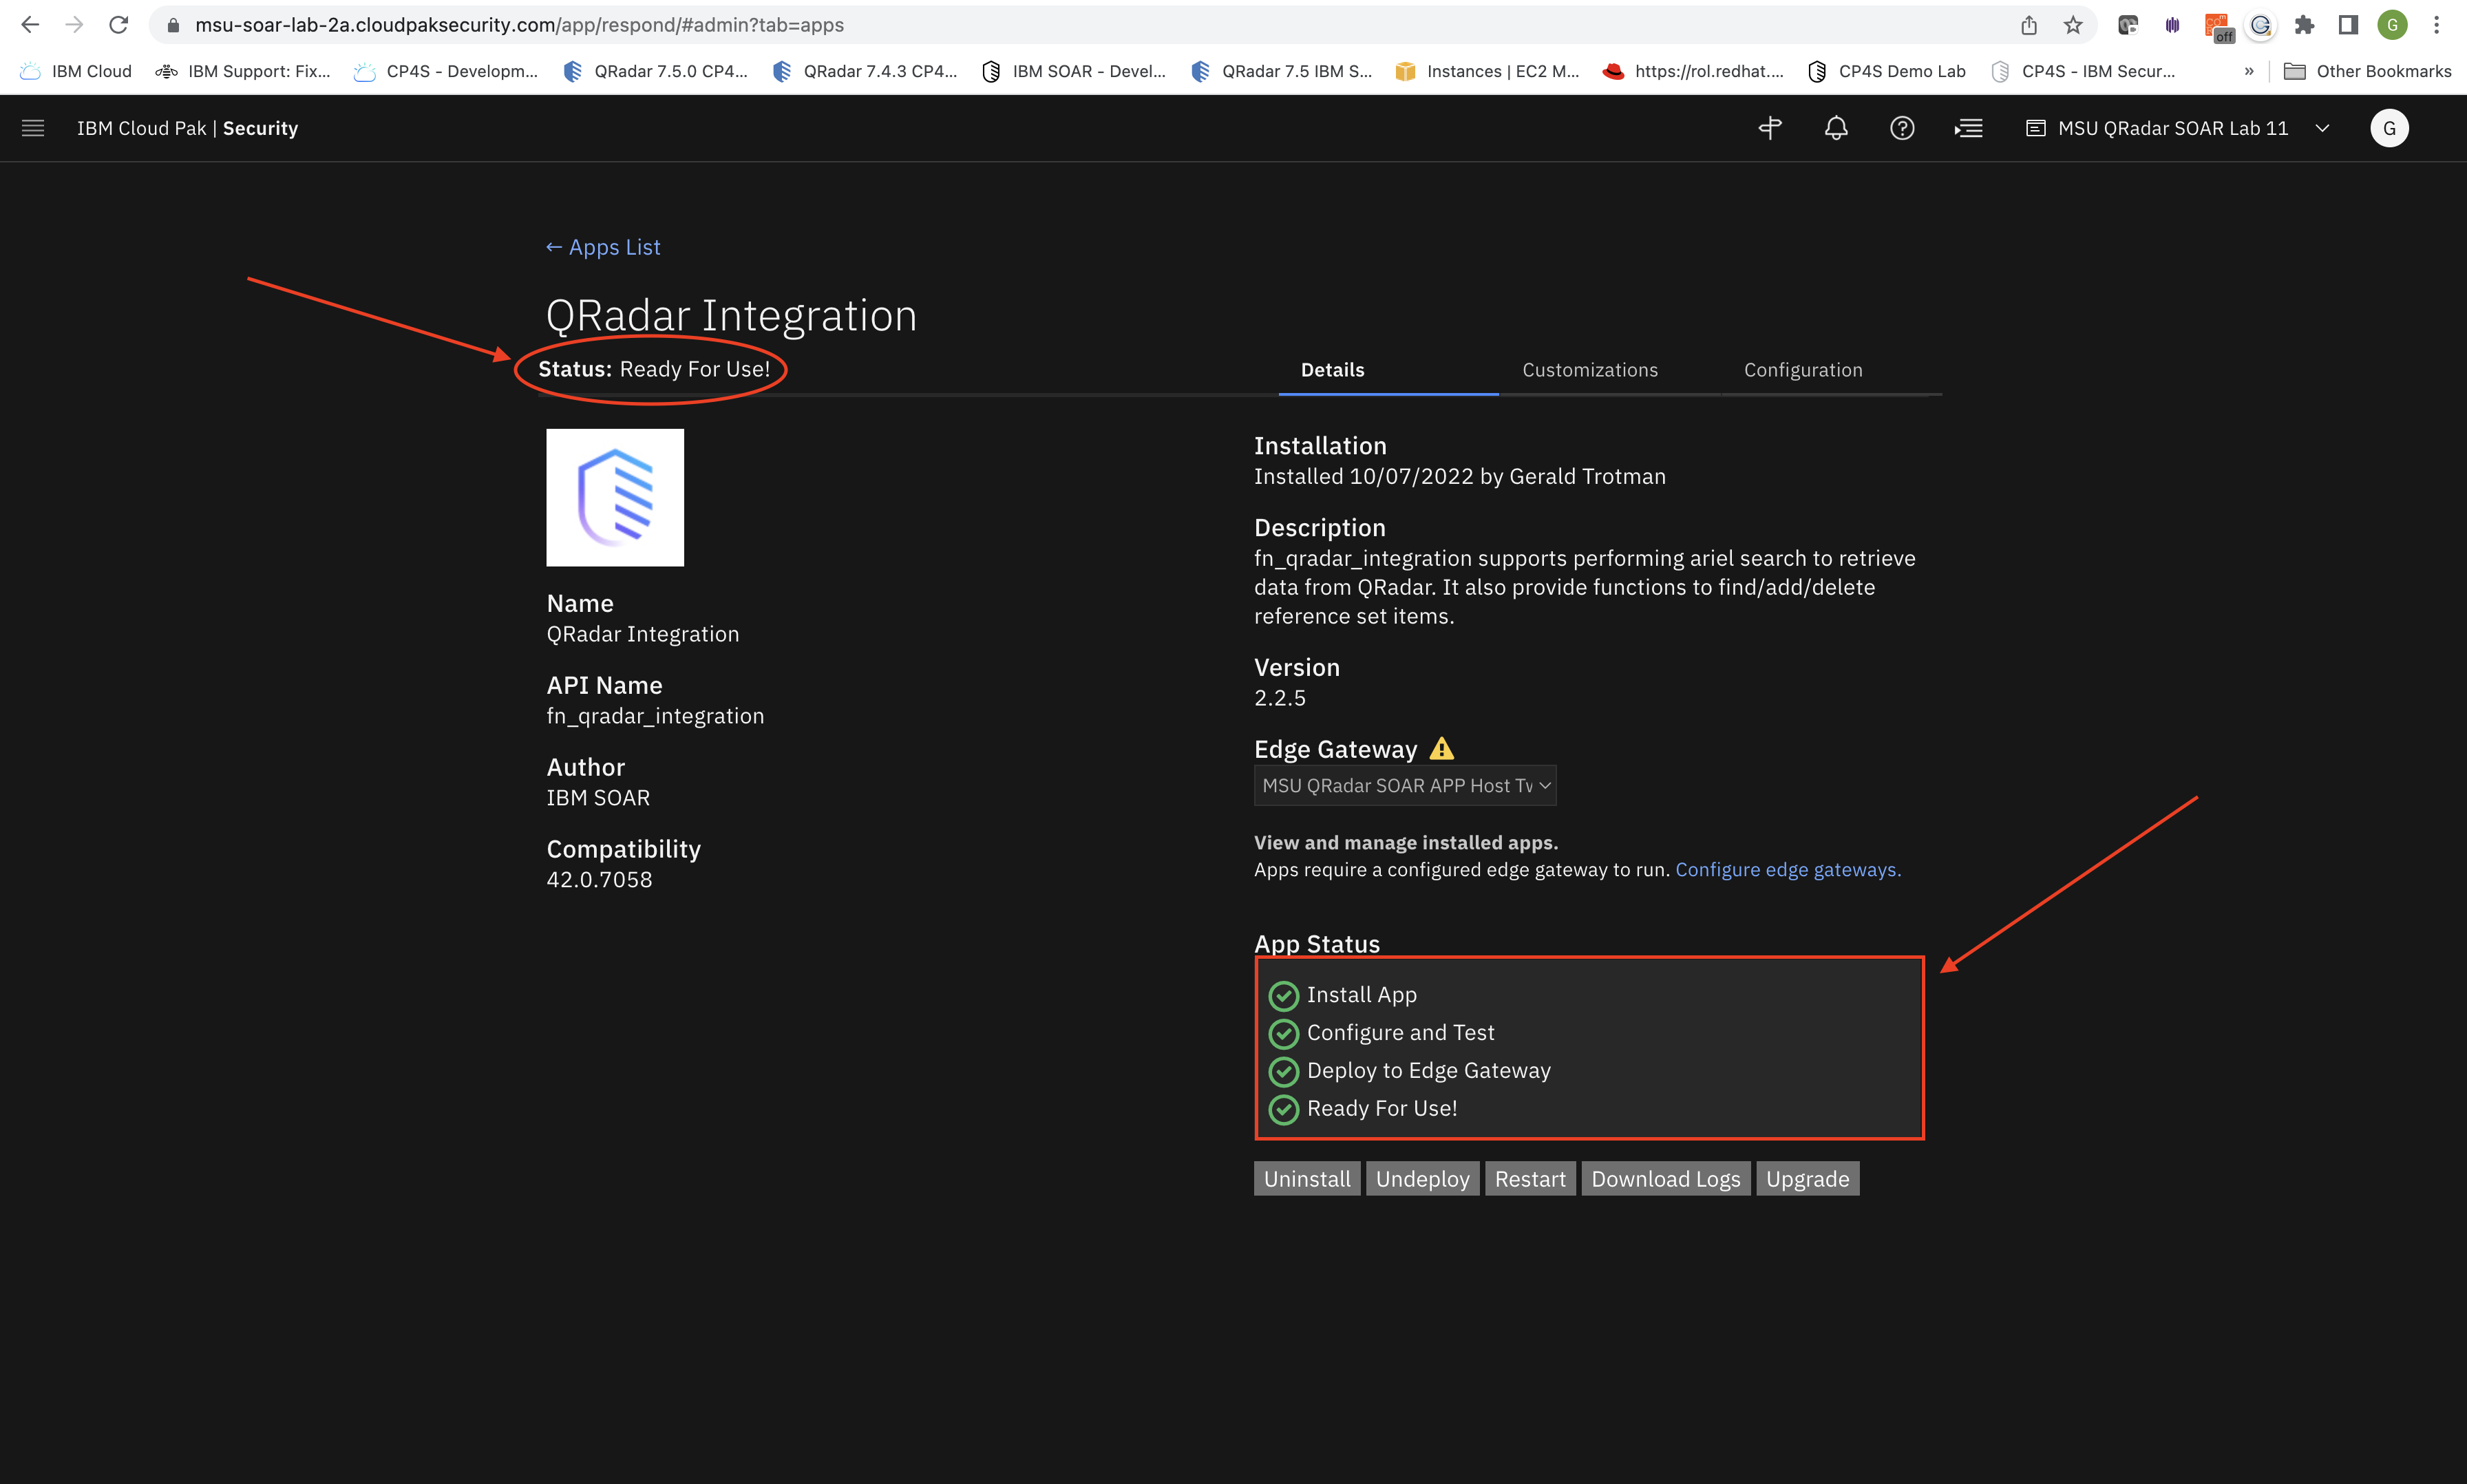 msu-soar-lab-2a.cloudpaksecurity.com/app/respond/#admin?tab=apps
off
G
IBM Cloud
IBM Support: Fix...
CP4S - Developm...
QRadar 7.5.0 CP4...
QRadar 7.4.3 CP4...
IBM SOAR - Devel...
QRadar 7.5 IBM S...
Instances | EC2 M...
https://rol.redhat....
CP4S Demo Lab
CP4S - IBM Secur...
»
Other Bookmarks
IBM Cloud Pak | Security
MSU QRadar SOAR Lab 11
G
← Apps List
QRadar Integration
Status: Ready For Use!
Details
Customizations
Configuration
Name
QRadar Integration
API Name
fn_qradar_integration
Author
IBM SOAR
Compatibility
42.0.7058
Installation
Installed 10/07/2022 by Gerald Trotman
Description
fn_qradar_integration supports performing ariel search to retrieve
data from QRadar. It also provide functions to find/add/delete
reference set items.
Version
2.2.5
Edge Gateway
MSU QRadar SOAR APP Host Tw
View and manage installed apps.
Apps require a configured edge gateway to run. Configure edge gateways.
App Status
Install App
Configure and Test
Deploy to Edge Gateway
Ready For Use!
Uninstall
Undeploy
Restart
Download Logs
Upgrade